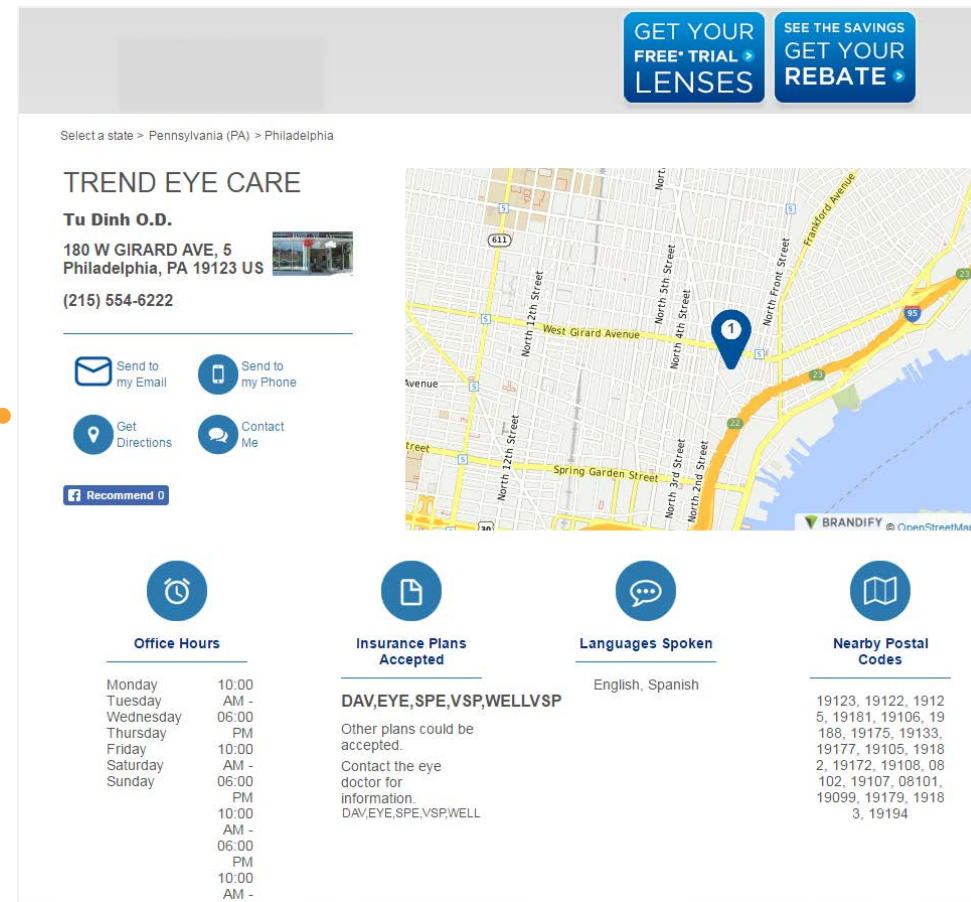 GET YOUR
FREE* TRIAL
LENSES
SEE THE SAVINGS
GET YOUR
REBATE
Select a state > Pennsylvania (PA) > Philadelphia
TREND EYE CARE
Tu Dinh O.D.
180 W GIRARD AVE, 5
Philadelphia, PA 19123 US
(215) 554-6222
Send to
my Email
Send to
my Phone
Get
Directions
Contact
Me
Recommend 0
North 12th Street
North 5th Street
North 4th Street
North Front Street
Frankford Avenue
West Girard Avenue
611
S
S
S
S
S
S
1
95
23
23
22
Avenue
North 12th Street
Spring Garden Street
North 3rd Street
North 2nd Street
30
BRANDIFY
Office Hours
Monday 10:00
Tuesday AM -
Wednesday 06:00
Thursday PM
Friday 10:00
Saturday AM -
Sunday 06:00
PM
10:00
AM -
06:00
PM
10:00
AM -
Insurance Plans
Accepted
DAV,EYE,SPE,VSP,WELLVSP
Other plans could be
accepted.
Contact the eye
doctor for
information.
DAV,EYE,SPE,VSP,WELL
Languages Spoken
English, Spanish
Nearby Postal
Codes
19123, 19122, 1912
5, 19181, 19106, 19
188, 19175, 19133,
19177, 19105, 1918
2, 19172, 19108, 08
102, 19107, 08101,
19099, 19179, 1918
3, 19194